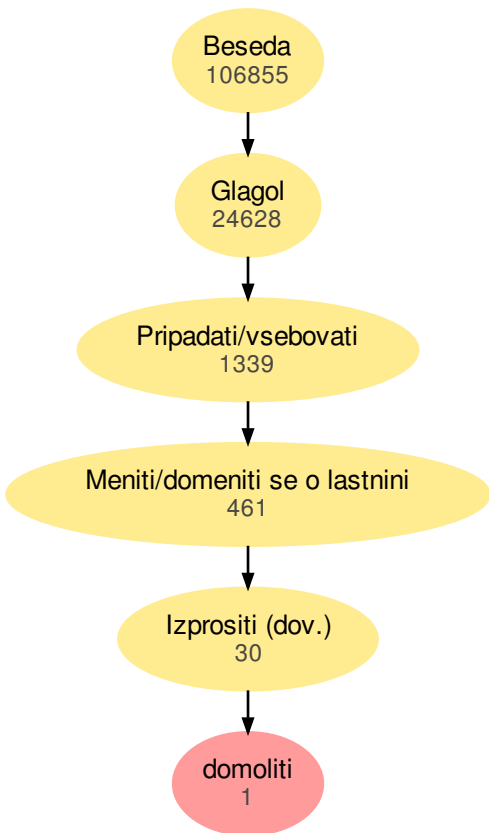 Beseda
106855
Glagol
24628
Pripadati/vsebovati
1339
Meniti/domeniti se o lastnini
461
Izprositi (dov.)
30
domoliti
1